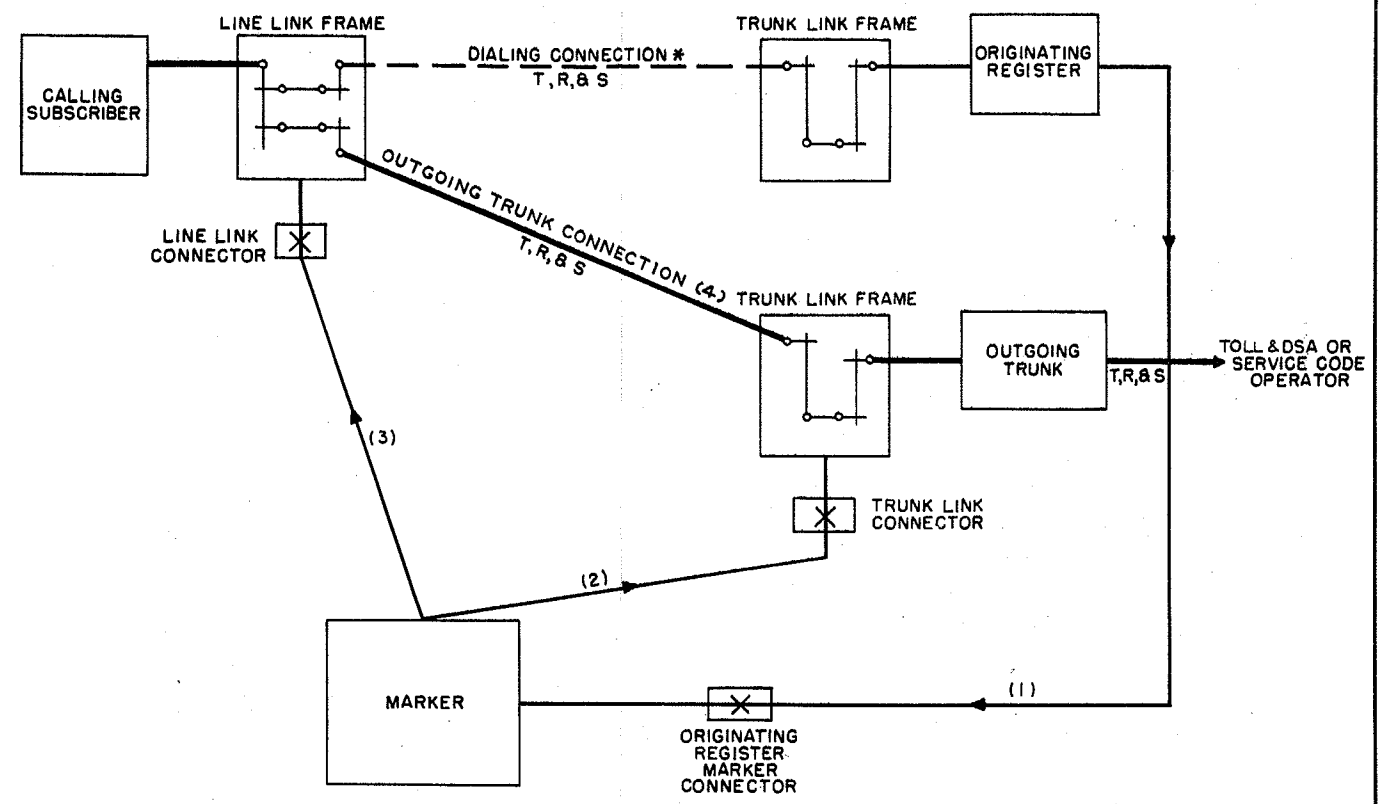 LINE LINK FRAME
TRUNK LINK FRAME
CALLING
SUBSCRIBER
DIALING CONNECTION *
T, R, & S
ORIGINATING
REGISTER
OUTGOING TRUNK CONNECTION (4)
T, R, & S
LINE LINK
CONNECTOR
TRUNK LINK FRAME
OUTGOING
TRUNK
T, R, & S
TOLL & DSA OR
SERVICE CODE
OPERATOR
(3)
TRUNK LINK
CONNECTOR
(2)
MARKER
(1)
ORIGINATING
REGISTER
MARKER
CONNECTOR